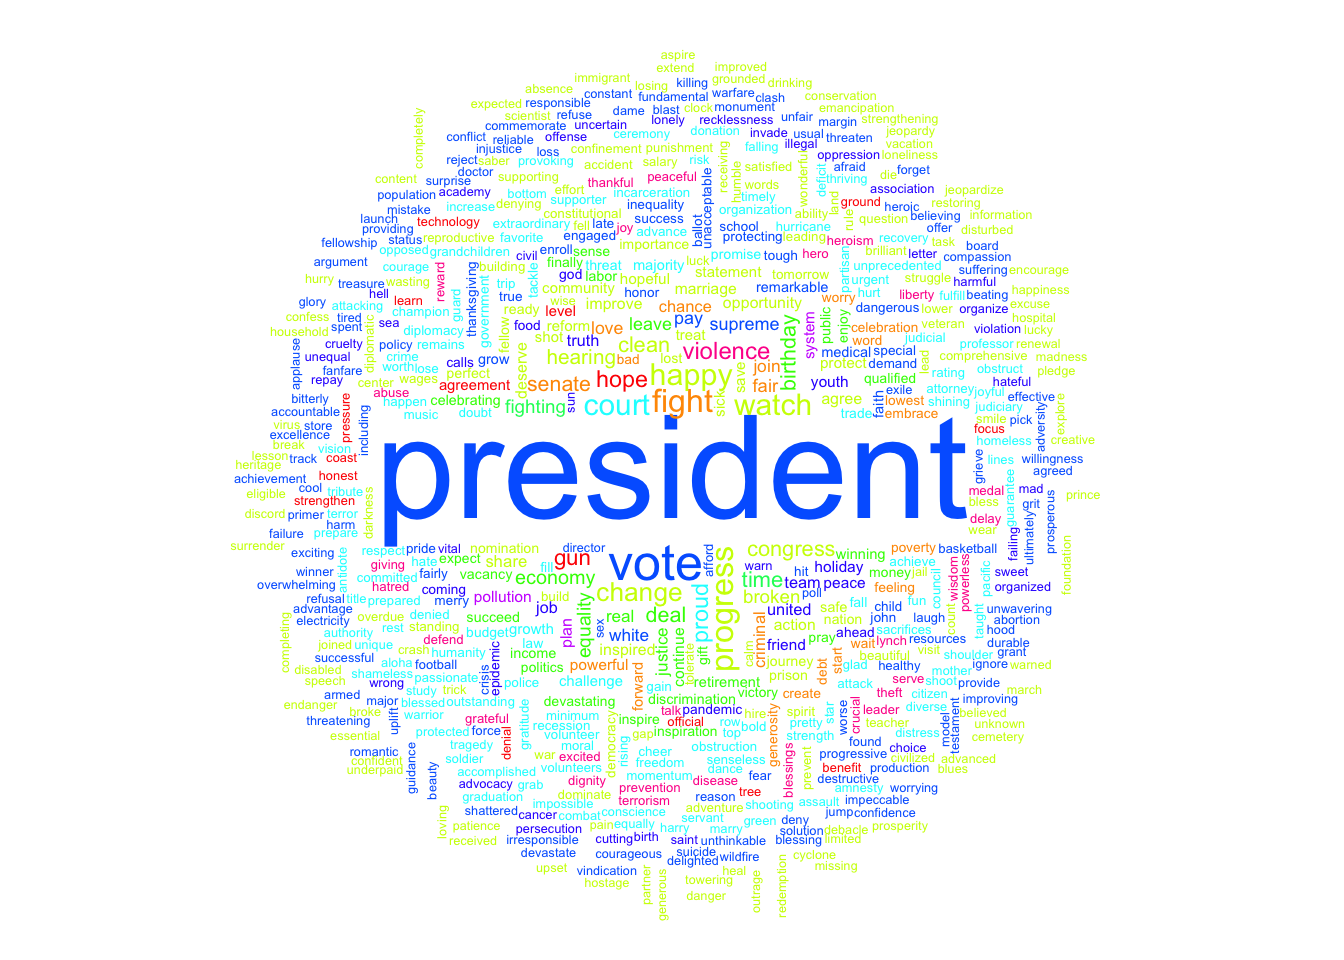 aspire
extend improved
immigrant losing killing grounded drinking
absence constant fundamental warfare clash conservation
expected responsible dame blast clock monument emancipation
completely scientist refuse lonely recklessness unfair margin strengthening
commemorate uncertain ceremony donation invade usual threaten jeopardy
conflict reliable offense falling illegal vacation
injustice loss confinement punishment oppression loneliness
reject saber provoking accident salary risk receiving humble satisfied wonderful deficit afraid die forget
doctor supporting thankful peaceful unacceptable words thriving
content surprise effort incarceration timely land association jeopardize
population academy bottom supporter inequality organization ability ground heroic restoring
mistake increase denying constitutional success ballot school hurricane rule question believing information
launch technology extraordinary fell late joy advance protecting leading heroism recovery offer disturbed
providing status reproductive favorite engaged importance luck promise tough hero brilliant task board
fellowship opposed grandchildren civil enroll sense majority partisan letter compassion
argument courage building finally threat statement tomorrow unprecedented suffering encourage
hurry treasure wasting reward thanksgiving government trip tackle god labor hopeful marriage remarkable urgent struggle harmful happiness
hell learn guard true community honor opportunity worry hurt liberty fulfill beating excuse
glory attacking champion wise improve chance dangerous lower organize hospital
confess tired sea diplomacy fellow ready level love leave pay supreme birthday system public enjoy celebration veteran violation lucky
household spent diplomatic policy remains food reform shot truth clean treat word judicial professor renewal
applause cruelty crime calls grow deserve hearing bad lost violence save join medical special lead comprehensive madness
unequal worth lose perfect happy protect demand rating obstruct pledge
fanfare center wages agreement senate hope fair youth qualified exile attorney hateful
repay abuse celebrating sun fight sick agree faith lowest shining joyful effective
bitterly happen doubt fighting court watch trade embrace judiciary adversity explore
accountable music smile pick
virus store pressure including focus creative
excellence vision president homeless
break track coast grieve lines willingness
lesson heritage agreed
achievement honest guarantee
eligible cool tribute darkness medal mad prince
strengthen bless grit
discord primer terror delay ultimately prosperous
harm wear
failure prepare failing
surrender exciting antidote respect pride vital nomination director vote afford progress congress winning poverty basketball council wisdom powerless pacific foundation
winner giving hate expect share fill gun warn holiday achieve sweet
overwhelming committed fairly vacancy economy time team peace money jail organized
refusal title hatred coming pollution build change hit feeling count taught
advantage prepared merry job proud broken poll safe fall child fun unwavering
electricity overdue denied succeed real deal united nation john laugh sacrifices abortion
completing authority rest standing budget growth plan equality sex white justice continue criminal action pray ahead wait lynch resources hood durable
joined unique crash defend law inspired gift tolerate calm friend journey debt start beautiful visit shoulder grant
successful aloha humanity income powerful forward prison glad healthy mother ignore warned
disabled shameless football crisis epidemic politics challenge gain retirement attack serve shoot provide
speech wrong passionate police discrimination victory create theft citizen march
armed major study trick devastating talk pandemic hire spirit star worse crucial leader diverse improving
endanger broke uplift blessed outstanding gratitude minimum inspire official row bold generosity pretty teacher model testament believed
threatening warrior grateful recession gap inspiration top strength distress unknown
essential protected force denial volunteer democracy rising obstruction found choice cemetery
romantic tragedy moral cheer senseless progressive civilized advanced
confident soldier war excited freedom dance blessings prevent benefit production blues
underpaid guidance beauty accomplished volunteers momentum disease fear destructive worrying
advocacy grab dignity prevention tree amnesty
loving graduation dominate terrorism reason shooting assault impeccable
shattered impossible conscience adventure
cancer combat servant green deny jump confidence
patience persecution pain equally harry marry solution debacle prosperity
received irresponsible cutting birth saint unthinkable blessing limited
devastate courageous suicide wildfire cyclone
upset vindication delighted missing
hostage partner generous heal outrage redemption
towering
danger